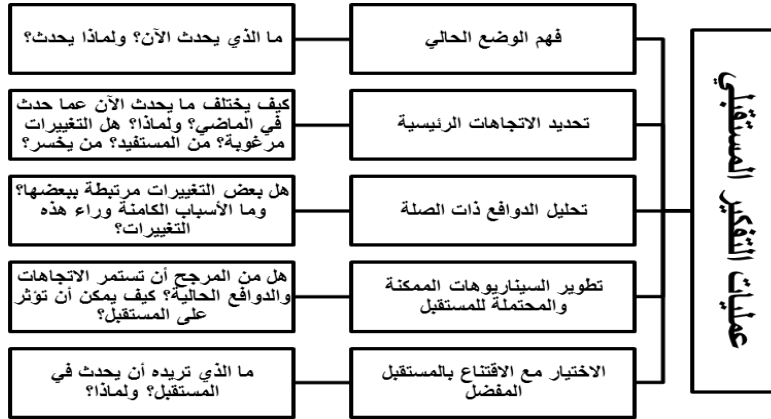 عمليات التفكير المستقبلي
فهم الوضع الحالي
ما الذي يحدث الآن؟ ولماذا يحدث؟
تحديد الاتجاهات الرئيسية
كيف يختلف ما يحدث الآن عما حدث
في الماضي؟ ولماذا؟ هل التغييرات
مرغوبة؟ من المستفيد؟ من يخسر؟
تحليل الدوافع ذات الصلة
هل بعض التغييرات مرتبطة ببعضها؟
وما الأسباب الكامنة وراء هذه
التغييرات؟
تطوير السيناريوهات الممكنة
والمحتملة للمستقبل
هل من المرجح أن تستمر الاتجاهات
والدوافع الحالية؟ كيف يمكن أن تؤثر
على المستقبل؟
الاختيار مع الاقتناع بالمستقبل
المفضل
ما الذي تريده أن يحدث في
المستقبل؟ ولماذا؟